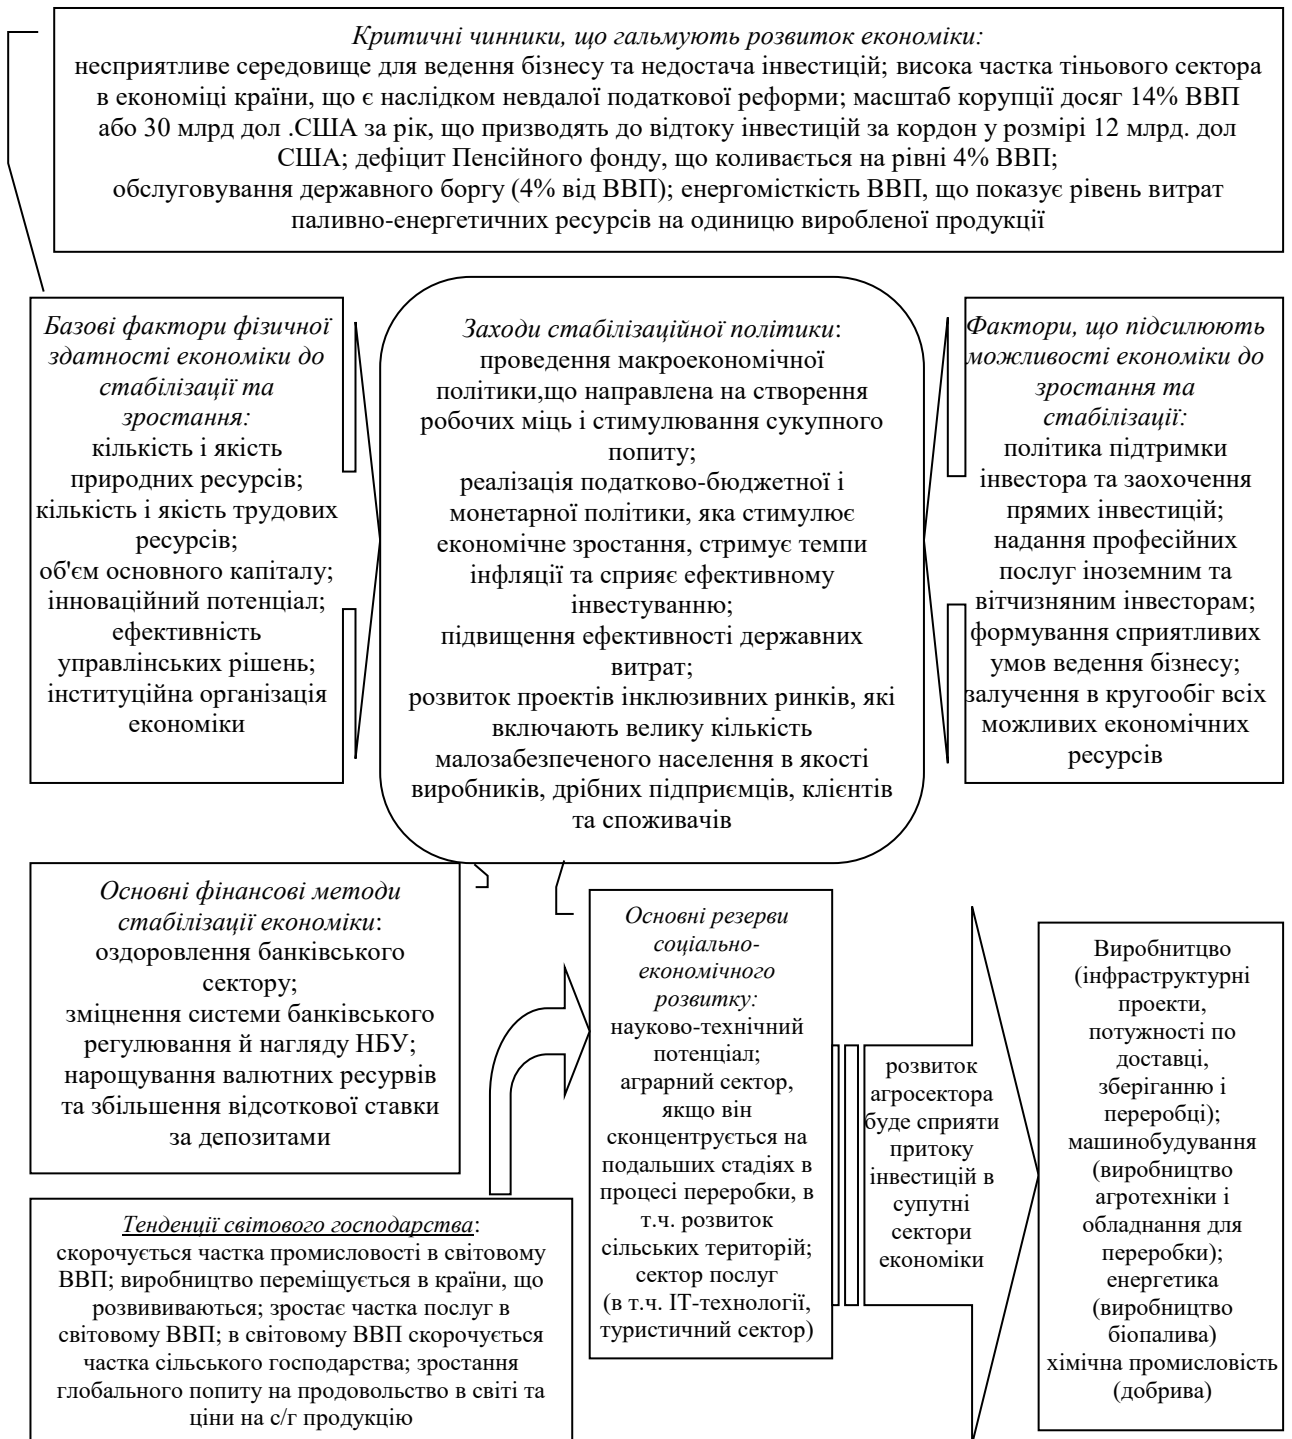 Критичні чинники, що гальмують розвиток економіки:
несприятливе середовище для ведення бізнесу та недостача інвестицій; висока частка тіньового сектора
в економіці країни, що є наслідком невдалої податкової реформи; масштаб корупції досяг 14% ВВП
або 30 млрд дол .США за рік, що призводять до відтоку інвестицій за кордон у розмірі 12 млрд. дол
США; дефіцит Пенсійного фонду, що коливається на рівні 4% ВВП;
обслуговування державного боргу (4% від ВВП); енергомісткість ВВП, що показує рівень витрат
паливно-енергетичних ресурсів на одиницю виробленої продукції
Базові фактори фізичної
здатності економіки до
стабілізації та
зростання:
кількість і якість
природних ресурсів;
кількість і якість трудових
ресурсів;
об'єм основного капіталу;
інноваційний потенціал;
ефективність
управлінських рішень;
інституційна організація
економіки
Заходи стабілізаційної політики:
проведення макроекономічної
політики,що направлена на створення
робочих міць і стимулювання сукупного
попиту;
реалізація податково-бюджетної і
монетарної політики, яка стимулює
економічне зростання, стримує темпи
інфляції та сприяє ефективному
інвестуванню;
підвищення ефективності державних
витрат;
розвиток проектів інклюзивних ринків, які
включають велику кількість
малозабезпеченого населення в якості
виробників, дрібних підприємців, клієнтів
та споживачів
Фактори, що підсилюють
можливості економіки до
зростання та
стабілізації:
політика підтримки
інвестора та заохочення
прямих інвестицій;
надання професійних
послуг іноземним та
вітчизняним інвесторам;
формування сприятливих
умов ведення бізнесу;
залучення в кругообіг всіх
можливих економічних
ресурсів
Основні фінансові методи
стабілізації економіки:
оздоровлення банківського
сектору;
зміцнення системи банківського
регулювання й нагляду НБУ;
нарощування валютних ресурвів
та збільшення відсоткової ставки
за депозитами
Тенденції світового господарства:
скорочується частка промисловості в світовому
ВВП; виробництво переміщується в країни, що
розвививаються; зростає частка послуг в
світовому ВВП; в світовому ВВП скорочується
частка сільського господарства; зростання
глобального попиту на продовольство в світі та
ціни на с/г продукцію
Основні резерви
соціально-
економічного
розвитку:
науково-технічний
потенціал;
аграрний сектор,
якщо він
сконцентрується на
подальших стадіях в
процесі переробки, в
т.ч. розвиток
сільських територій;
сектор послуг
(в т.ч. ІТ-технології,
туристичний сектор)
розвиток
агросектора
буде сприяти
притоку
інвестицій в
супутні
сектори
економіки
Виробнитцво
(інфраструктурні
проекти,
потужності по
доставці,
зберіганню і
переробці);
машинобудування
(виробництво
агротехніки і
обладнання для
переробки);
енергетика
(виробництво
біопалива)
хімічна промисловість
(добрива)